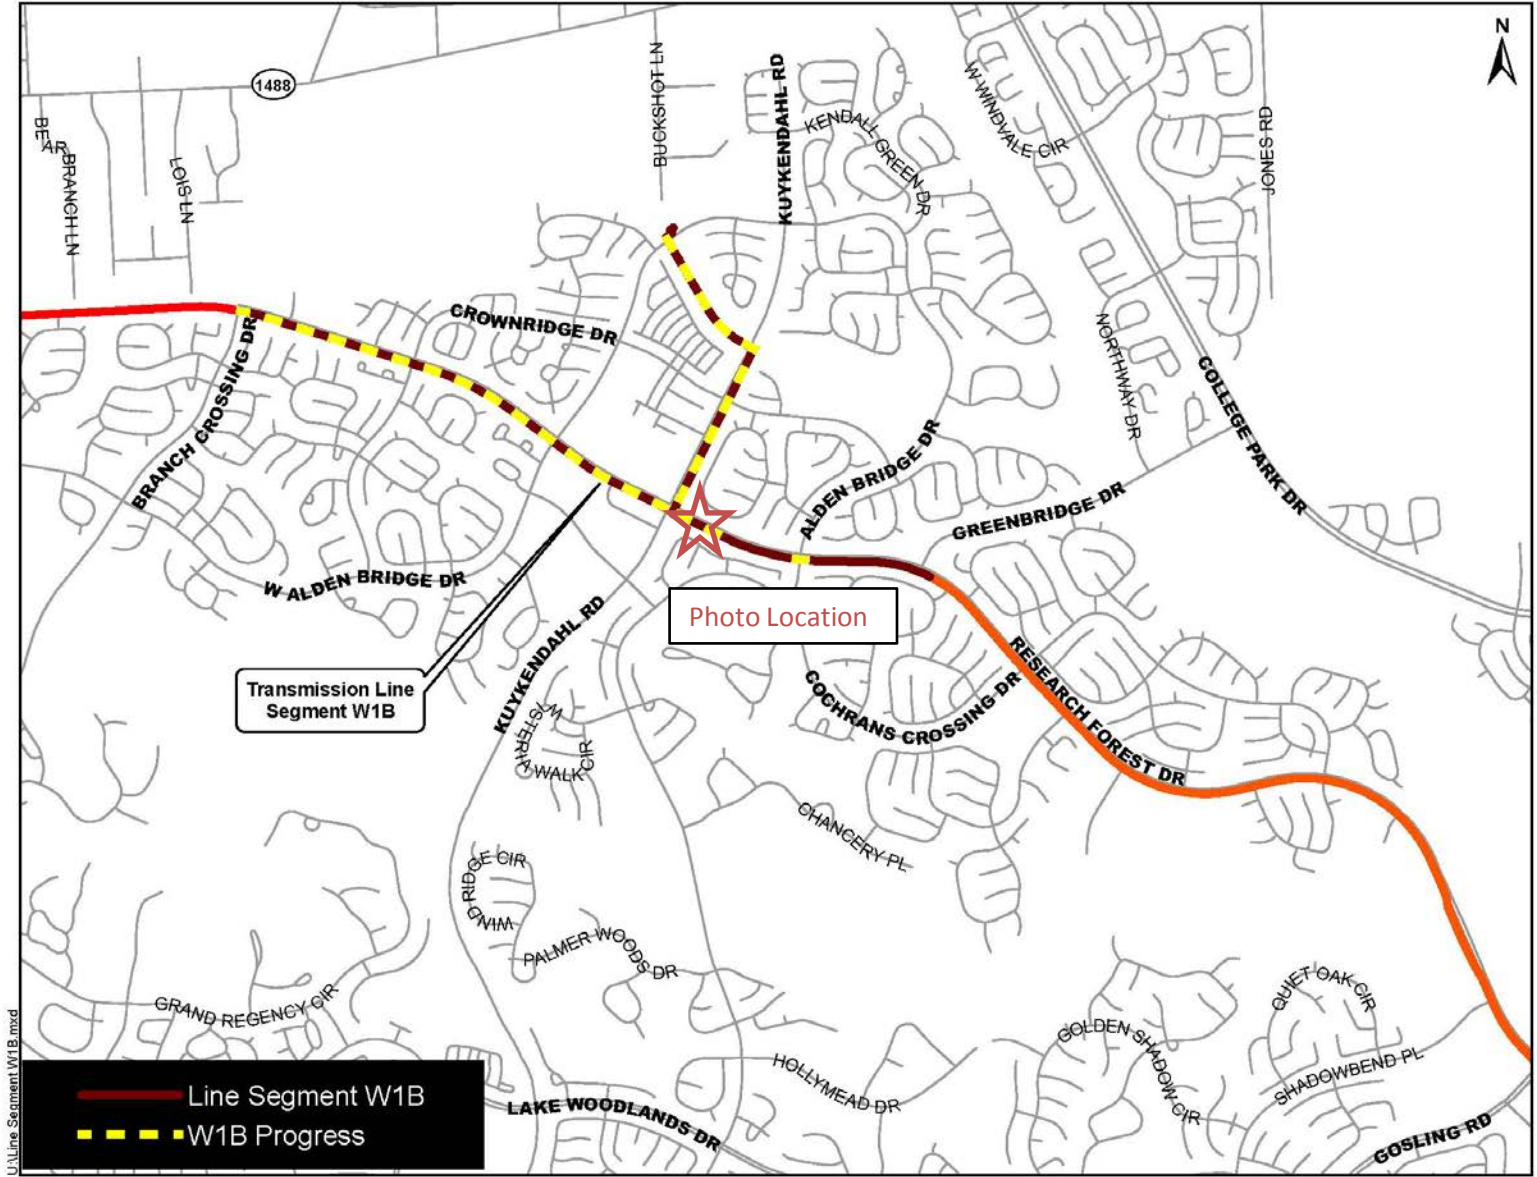 N
1488
BUCKSHOT LN
KUYKENDAHL RD
KENDALL GREEN DR
W WINDVALE CIR
JONES RD
BEAR BRANCH LN
LOIS LN
CROWNRIDGE DR
NORTHWAY DR
COLLEGE PARK DR
BRANCH CROSSING DR
ALDEN BRIDGE DR
GREENBRIDGE DR
W ALDEN BRIDGE DR
Photo Location
KUYKENDAHL RD
Transmission Line
Segment W1B
WISTERIA WALK CIR
COCHRANS CROSSING DR
RESEARCH FOREST DR
CHANCERY PL
WIND RIDGE CIR
PALMER WOODS DR
GRAND REGENCY CIR
QUIET OAK CIR
GOLDEN SHADOW CIR
SHADOWBEND PL
HOLLYMEAD DR
LAKE WOODLANDS DR
GOSLING RD
Line Segment W1B
W1B Progress
U:\Line Segment W1B.mxd